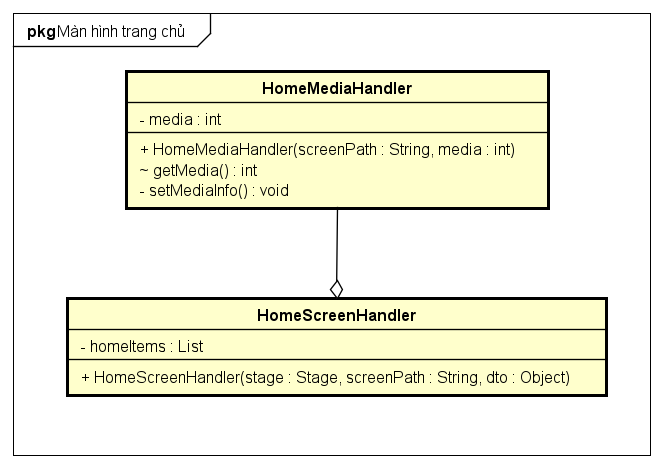 pkg Màn hình trang chủ
HomeMediaHandler
- media : int
+ HomeMediaHandler(screenPath : String, media : int)
~ getMedia() : int
- setMediaInfo() : void
HomeScreenHandler
- homeItems : List
+ HomeScreenHandler(stage : Stage, screenPath : String, dto : Object)